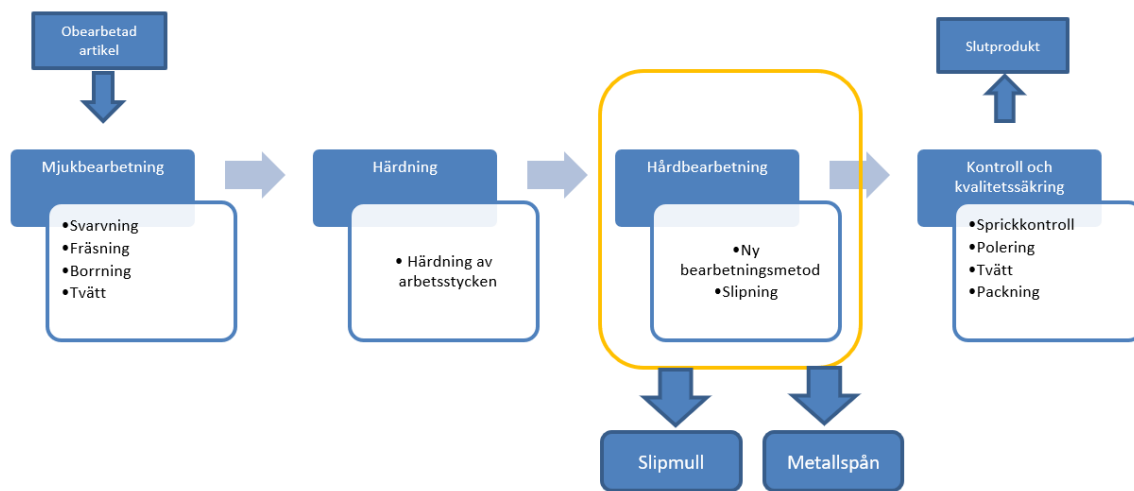 Obearbetad
artikel
Slutprodukt
Mjukbearbetning
•Svarvning
•Fräsning
•Borrning
•Tvätt
Härdning
• Härdning av
arbetsstycken
Hårdbearbetning
•Ny
bearbetningsmetod
•Slipning
Kontroll och
kvalitetssäkring
•Sprickkontroll
•Polering
•Tvätt
•Packning
Slipmull
Metallspån